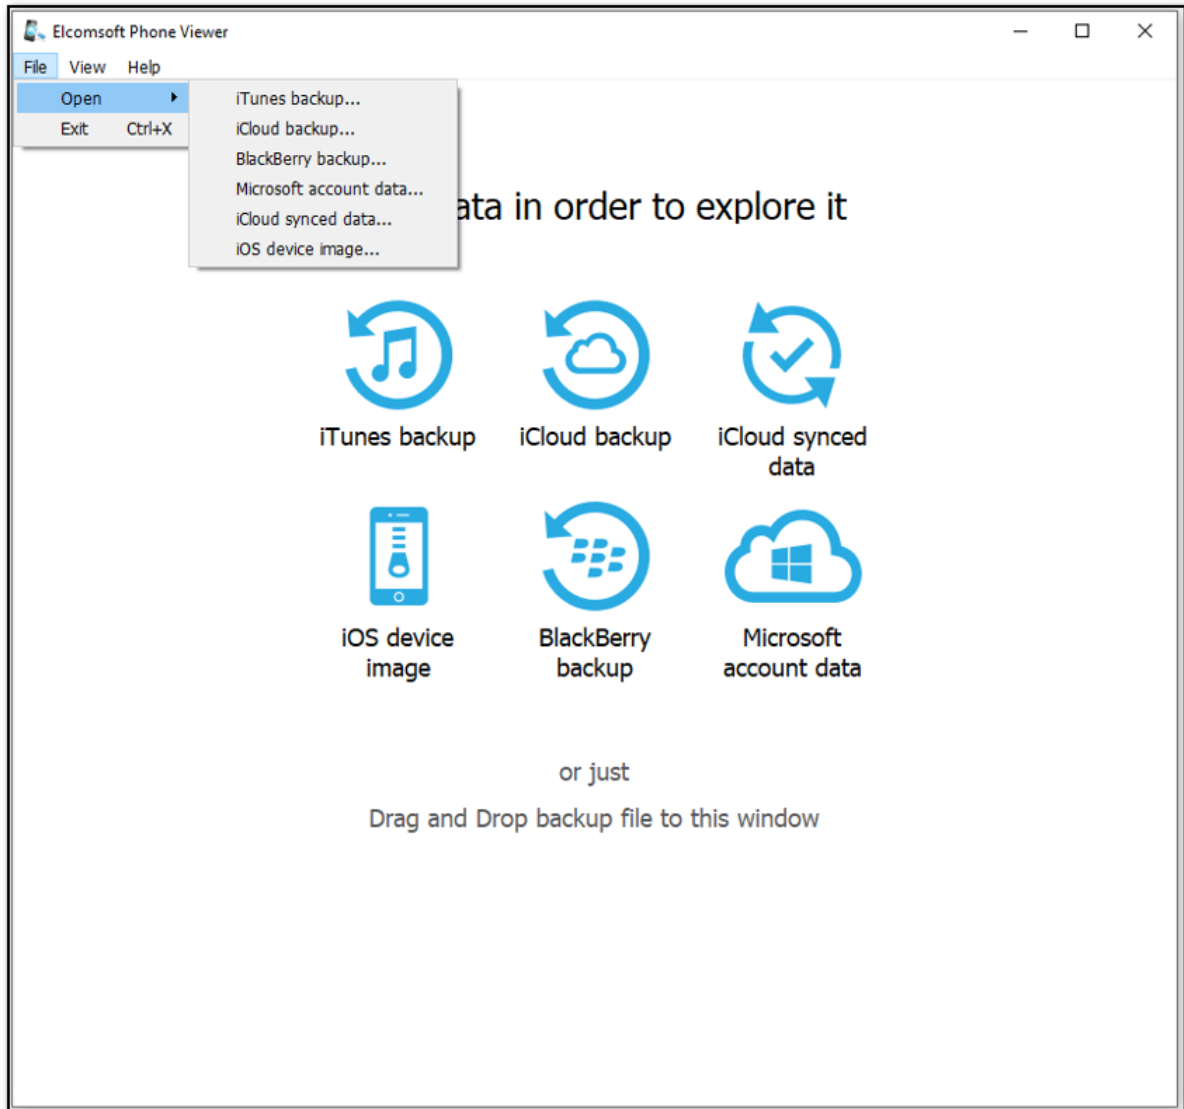 Elcomsoft Phone Viewer
File View Help
Open
Exit Ctrl+X
iTunes backup...
iCloud backup...
BlackBerry backup...
Microsoft account data...
iCloud synced data...
iOS device image...
in order to explore it
iTunes backup
iCloud backup
iCloud synced
data
iOS device
image
BlackBerry
backup
Microsoft
account data
or just
Drag and Drop backup file to this window